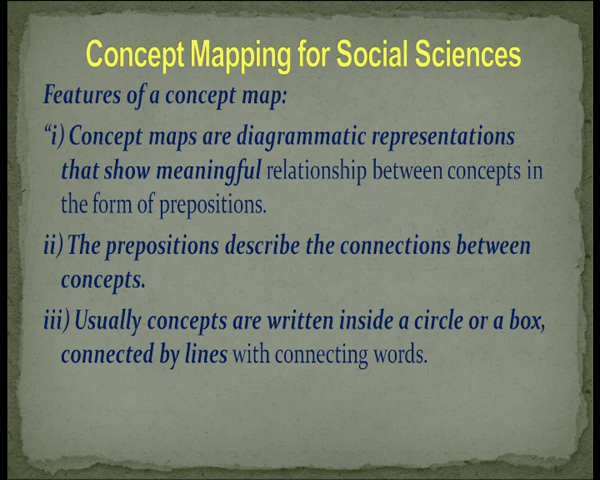 Concept Mapping for Social Sciences
Features of a concept map:
“i) Concept maps are diagrammatic representations
that show meaningful relationship between concepts in
the form of prepositions.
ii) The prepositions describe the connections between
concepts.
iii) Usually concepts are written inside a circle or a box,
connected by lines with connecting words.